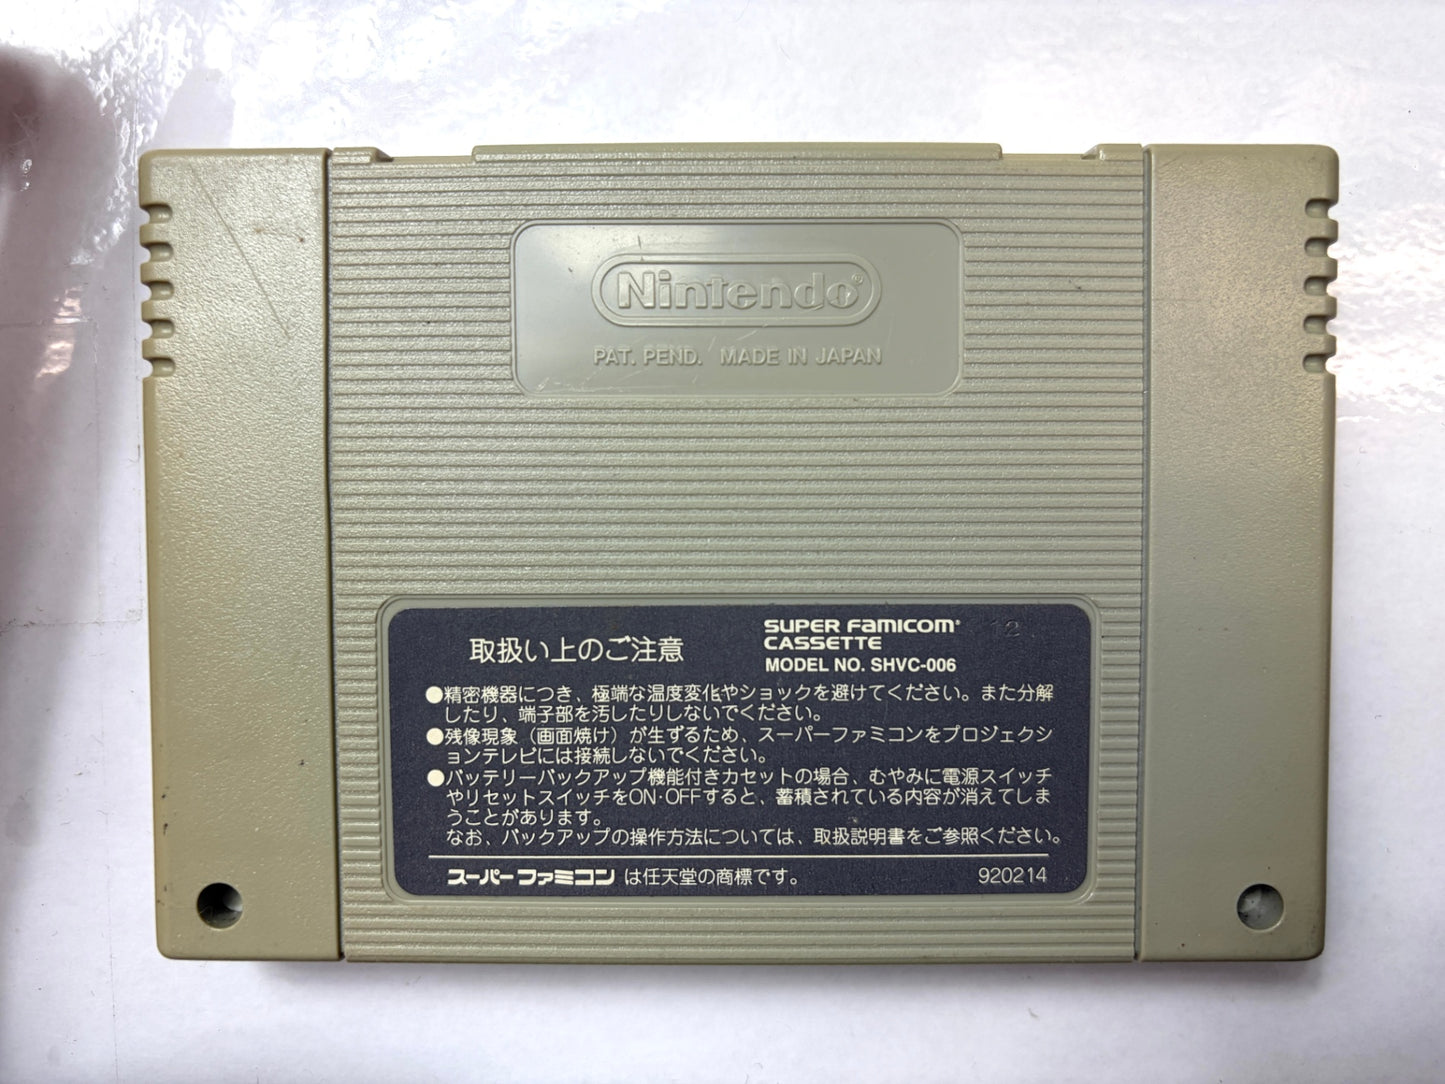 Nintendo®
PAT. PEND. MADE IN JAPAN
取扱い上のご注意
SUPER FAMICOM®
CASSETTE
MODEL NO. SHVC-006
12
●精密機器につき、極端な温度変化やショックを避けてください。また分解
したり、端子部を汚したりしないでください。
●残像現象（画面焼け）が生ずるため、スーパーファミコンをプロジェクシ
ョンテレビには接続しないでください。
●バッテリーバックアップ機能付きカセットの場合、むやみに電源スイッチ
やリセットスイッチをON・OFFすると、蓄積されている内容が消えてしま
うことがあります。
なお、バックアップの操作方法については、取扱説明書をご参照ください。
スーパーファミコン は任天堂の商標です。
920214